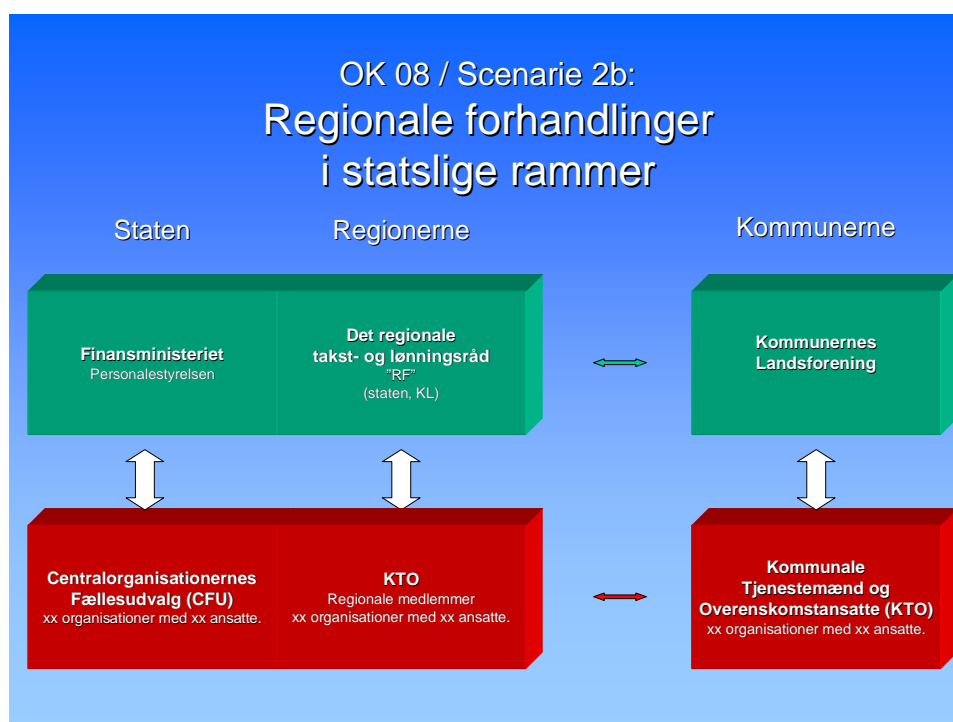 OK 08 / Scenarie 2b:
Regionale forhandlinger
i statslige rammer
Staten
Regionerne
Kommunerne
Finansministeriet
Personalestyrelsen
Det regionale
takst- og lønningsråd
”RF”
(staten, KL)
Kommunernes
Landsforening
Centralorganisationernes
Fællesudvalg (CFU)
xx organisationer med xx ansatte.
KTO
Regionale medlemmer
xx organisationer med xx ansatte.
Kommunale
Tjenestemænd og
Overenskomstansatte (KTO)
xx organisationer med xx ansatte.